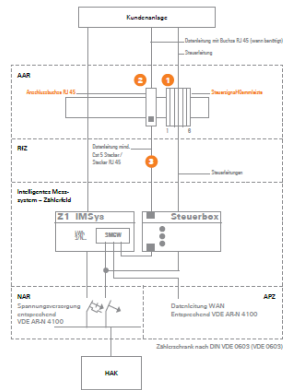 Kundenanlage
Datenleitung mit Buchse RJ 45 (wenn benötigt)
Steuerleitung
AAR
2
1
Anschlussbuchse RJ 45
Steuersignal-Klemmleiste
1
8
RfZ
Datenleitung mind.
Cat 5 Stecker /
Stecker RJ 45
3
Steuerleitungen
Intelligentes Mess-
system – Zählerfeld
Z1 IMSys
Steuerbox
SMGW
NAR
Spannungsversorgung
entsprechend
VDE AR-N 4100
APZ
Datenleitung WAN
Entsprechend VDE AR-N 4100
Zählerschrank nach DIN VDE 0603 (VDE 0603)
HAK